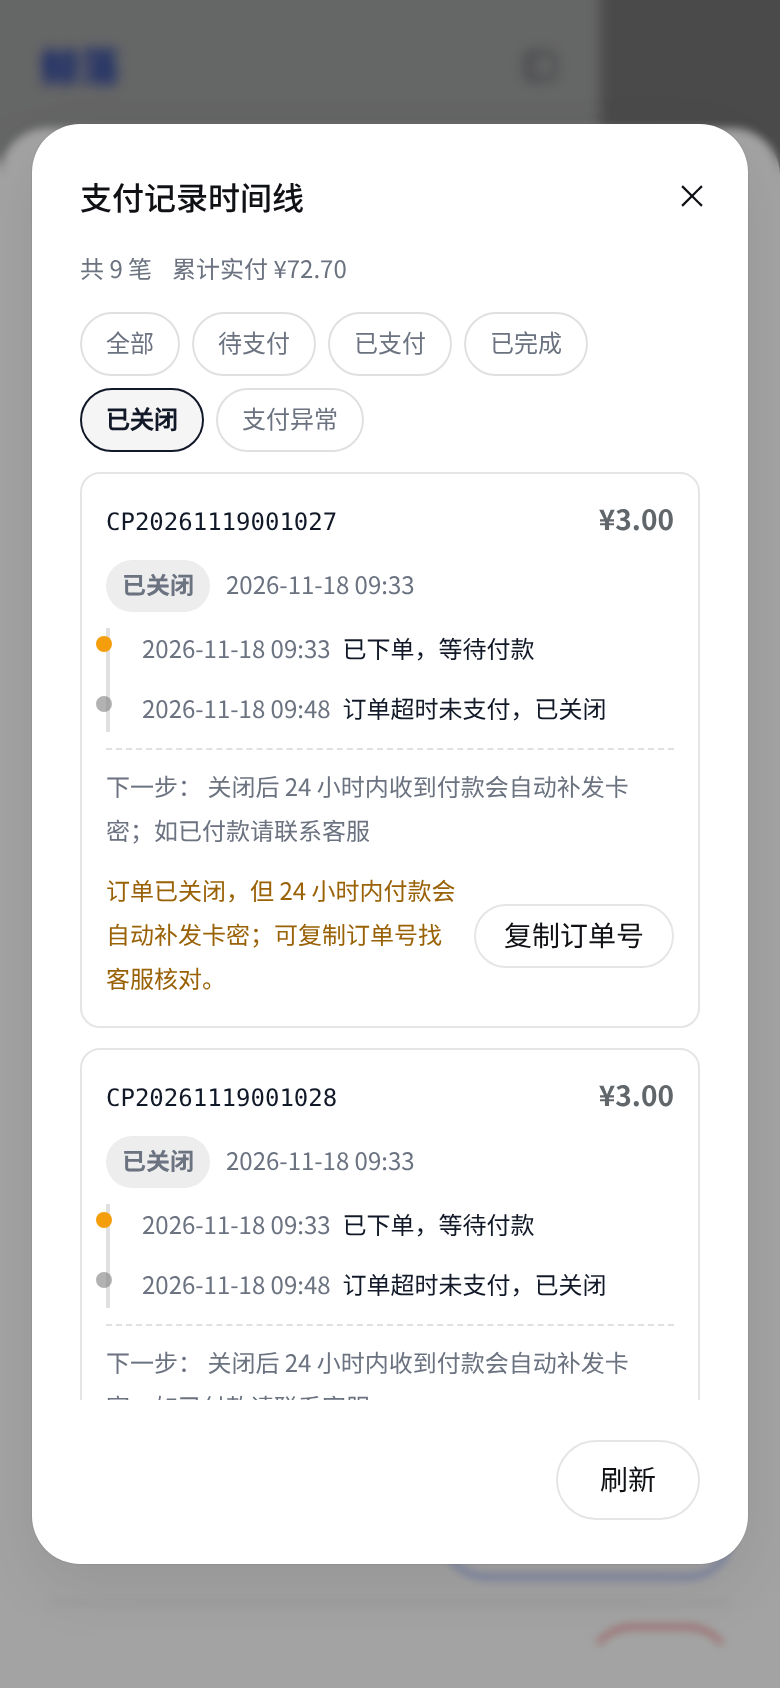 支付记录时间线
共 9 笔 累计实付 ¥72.70
全部 待支付 已支付 已完成
已关闭 支付异常
CP20261119001027 ¥3.00
已关闭 2026-11-18 09:33
2026-11-18 09:33 已下单，等待付款
2026-11-18 09:48 订单超时未支付，已关闭
下一步： 关闭后 24 小时内收到付款会自动补发卡
密；如已付款请联系客服
订单已关闭，但 24 小时内付款会
自动补发卡密；可复制订单号找
客服核对。
复制订单号
CP20261119001028 ¥3.00
已关闭 2026-11-18 09:33
2026-11-18 09:33 已下单，等待付款
2026-11-18 09:48 订单超时未支付，已关闭
下一步： 关闭后 24 小时内收到付款会自动补发卡
刷新